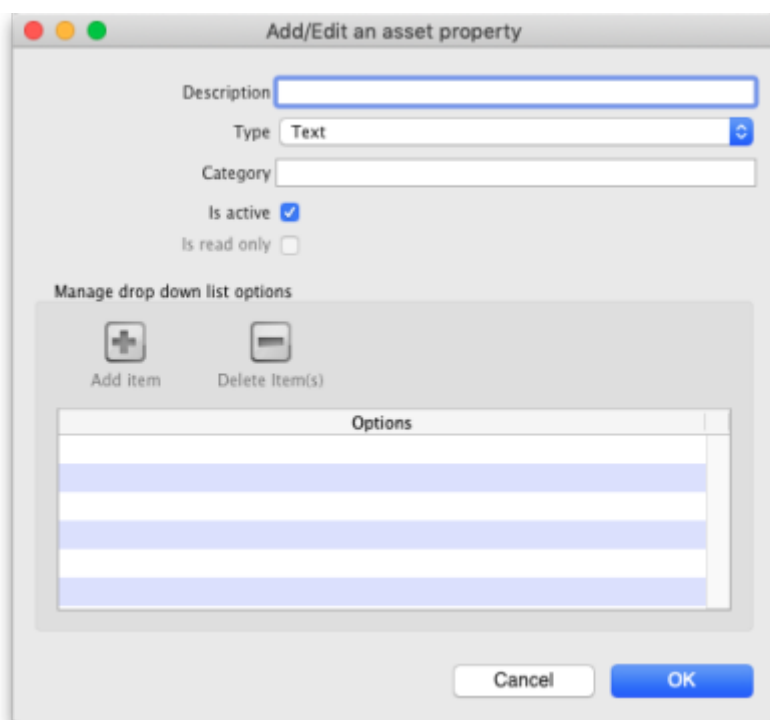 Add/Edit an asset property
Description
Type Text
Category
Is active
Is read only
Manage drop down list options
Add item Delete Item(s)
Options
Cancel OK